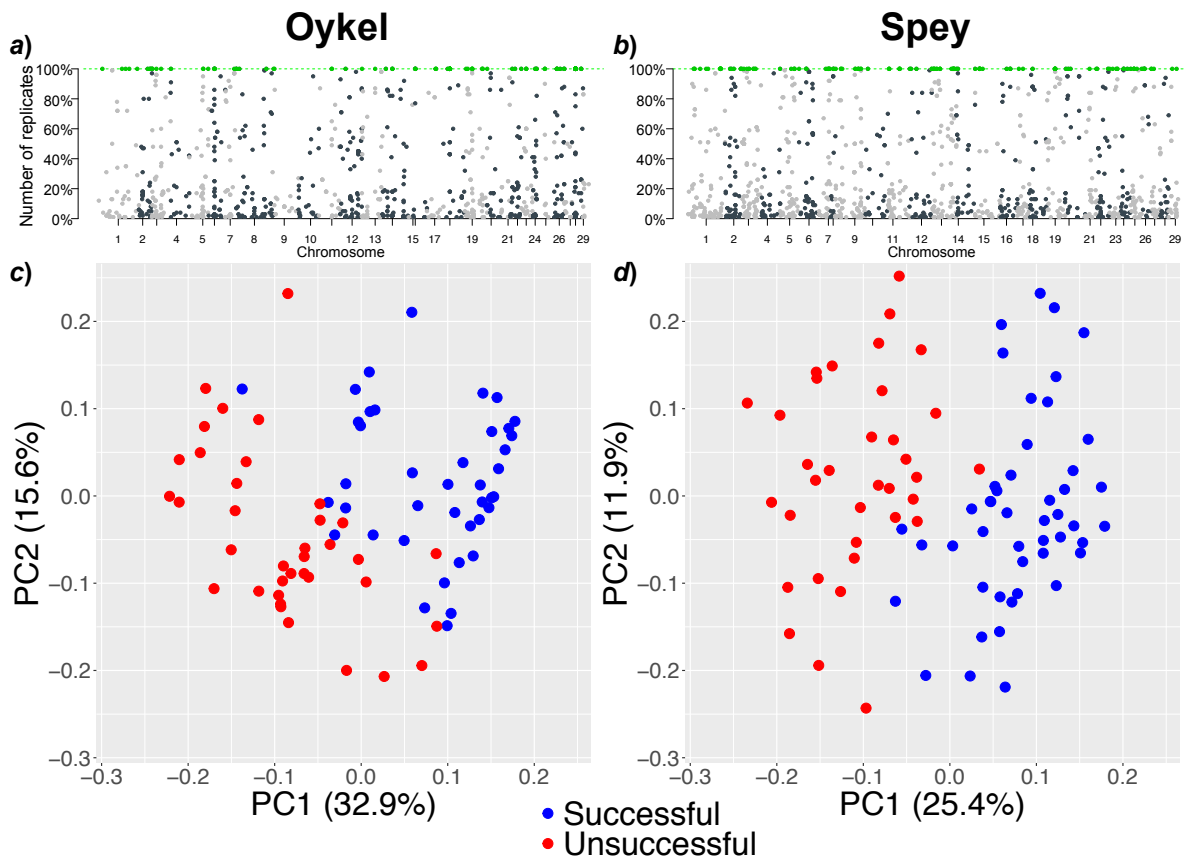 Oykel
Spey
a)
b)
Number of replicates
100%
80%
60%
40%
20%
0%
1 2 4 5 7 8 9 10 12 13 15 17 19 21 24 26 29
Chromosome
100%
80%
60%
40%
20%
0%
1 2 4 5 6 7 9 11 12 14 15 16 19 21 23 26 29
Chromosome
c)
d)
PC2 (15.6%)
0.2
0.1
0.0
−0.1
−0.2
−0.3
−0.3 −0.2 −0.1 0.0 0.1 0.2
PC1 (32.9%)
PC2 (11.9%)
0.2
0.1
0.0
−0.1
−0.2
−0.3
−0.3 −0.2 −0.1 0.0 0.1 0.2
PC1 (25.4%)
Successful
Unsuccessful